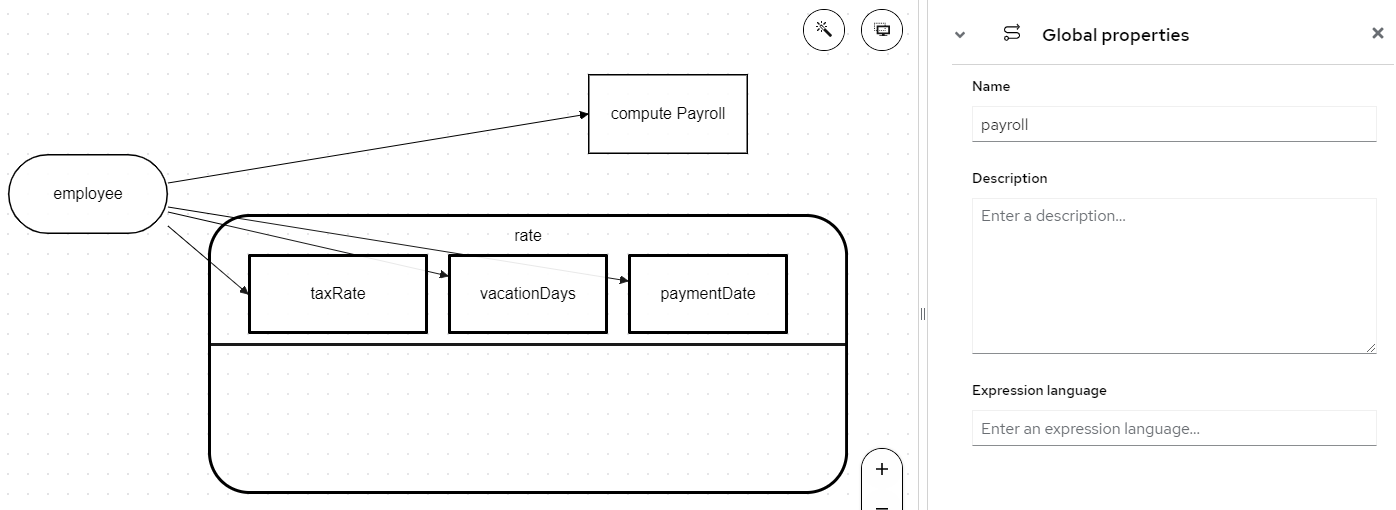 compute Payroll
employee
rate
taxRate
vacationDays
paymentDate
Global properties
Name
payroll
Description
Enter a description...
Expression language
Enter an expression language...